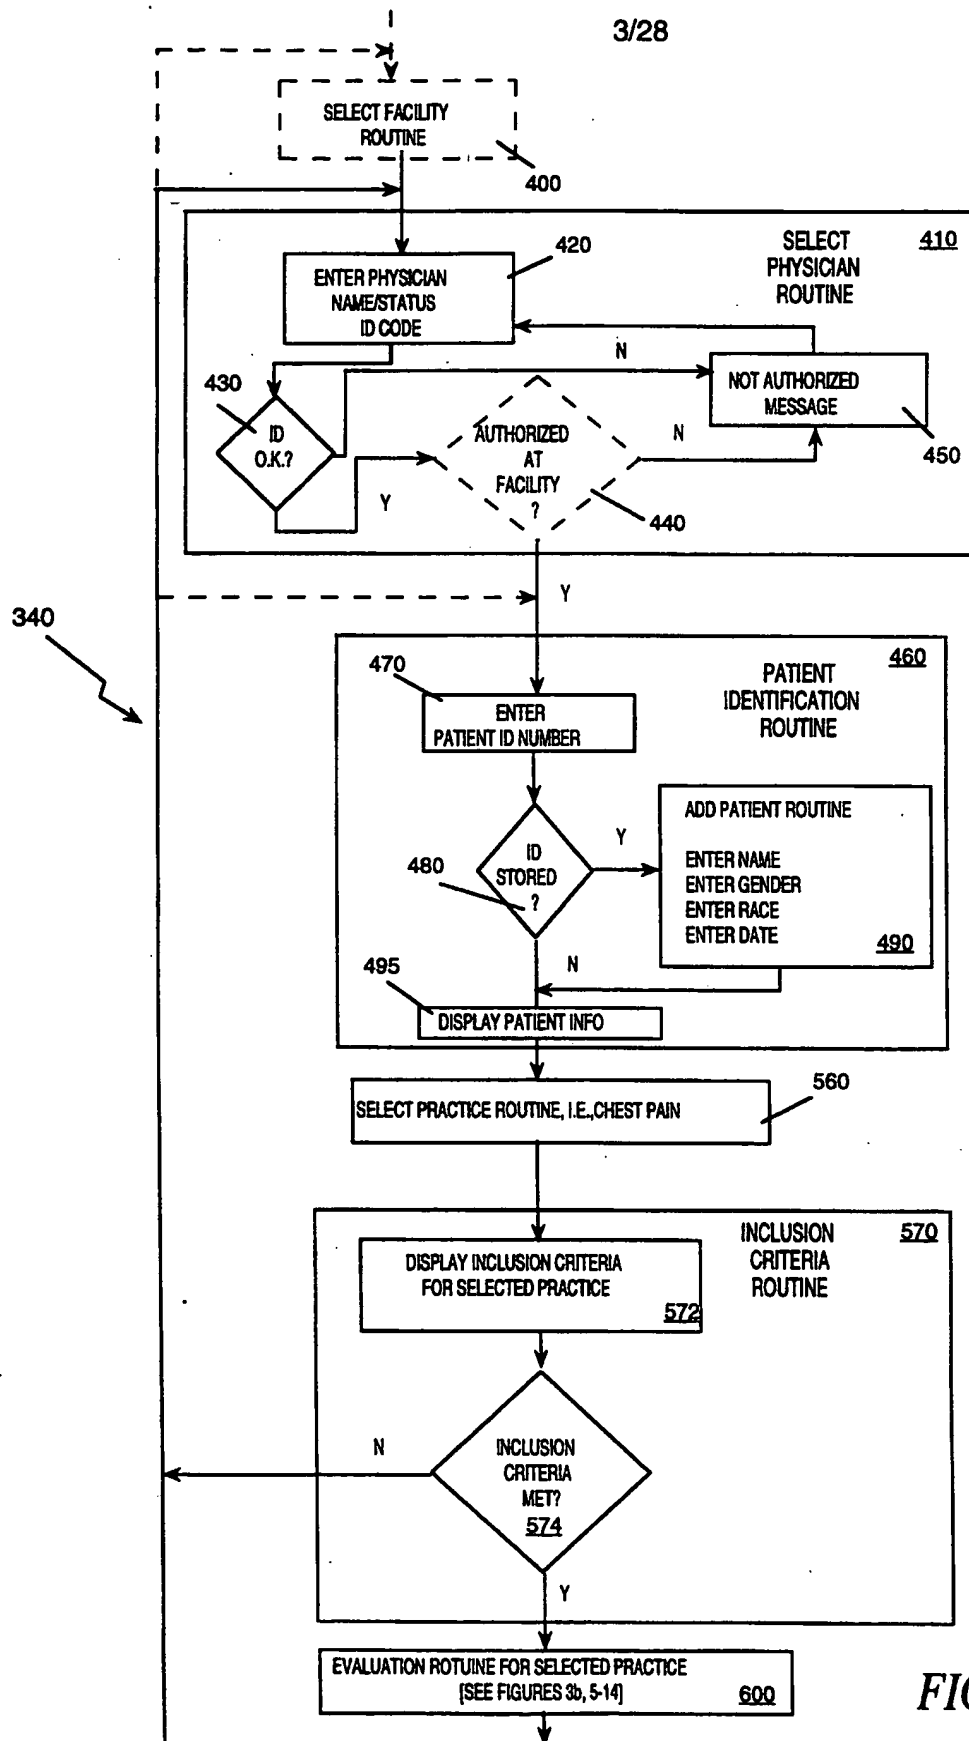 3/28
SELECT FACILITY
ROUTINE
400
SELECT
PHYSICIAN
ROUTINE
410
420
ENTER PHYSICIAN
NAME/STATUS
ID CODE
N
NOT AUTHORIZED
MESSAGE
450
430
ID
O.K.?
Y
AUTHORIZED
AT
FACILITY
?
N
440
Y
340
460
PATIENT
IDENTIFICATION
ROUTINE
470
ENTER
PATIENT ID NUMBER
ID
STORED
?
480
Y
ADD PATIENT ROUTINE
ENTER NAME
ENTER GENDER
ENTER RACE
ENTER DATE
490
N
495
DISPLAY PATIENT INFO
560
SELECT PRACTICE ROUTINE, I.E.,CHEST PAIN
INCLUSION
CRITERIA
ROUTINE
570
DISPLAY INCLUSION CRITERIA
FOR SELECTED PRACTICE
572
N
INCLUSION
CRITERIA
MET?
574
Y
EVALUATION ROTUINE FOR SELECTED PRACTICE
[SEE FIGURES 3b, 5-14]
600